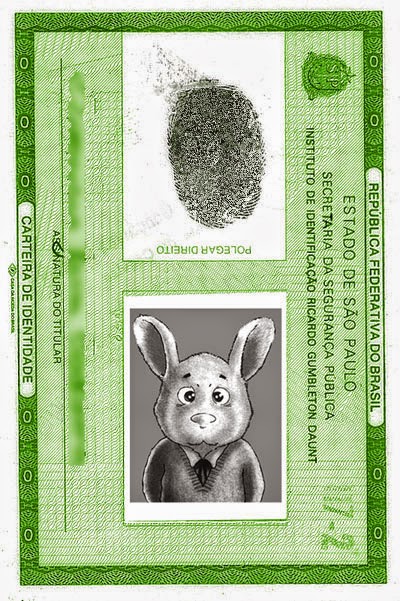 REPÚBLICA FEDERATIVA DO BRASIL
ESTADO DE SÃO PAULO
SECRETARIA DA SEGURANÇA PÚBLICA
INSTITUTO DE IDENTIFICAÇÃO RICARDO GUMBLETON DAUNT
POLEGAR DIREITO
ASSINATURA DO TITULAR
CARTEIRA DE IDENTIDADE